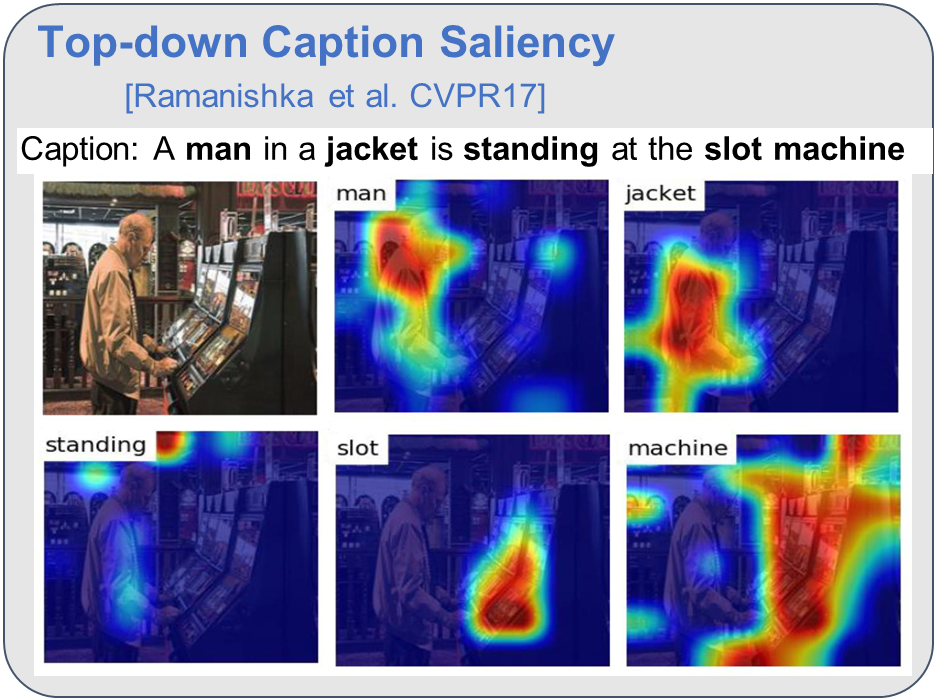 Top-down Caption Saliency
[Ramanishka et al. CVPR17]
Caption: A man in a jacket is standing at the slot machine
man
jacket
standing
slot
machine